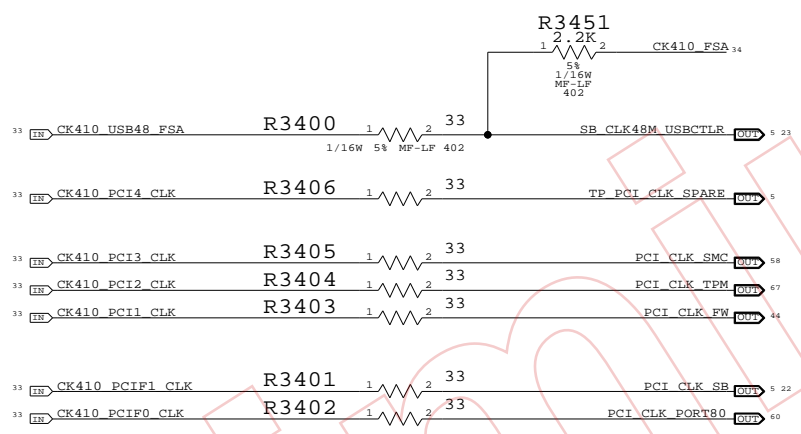 R3451
2.2K
1 2 CK410_FSA 34
5%
1/16W
MF-LF
402
33 IN CK410_USB48_FSA R3400 1 2 33 SB_CLK48M_USBCTLR OUT 5 23
1/16W 5% MF-LF 402
33 IN CK410_PCI4_CLK R3406 1 2 33 TP_PCI_CLK_SPARE OUT 5
33 IN CK410_PCI3_CLK R3405 1 2 33 PCI_CLK_SMC OUT 58
33 IN CK410_PCI2_CLK R3404 1 2 33 PCI_CLK_TPM OUT 67
33 IN CK410_PCI1_CLK R3403 1 2 33 PCI_CLK_FW OUT 44
33 IN CK410_PCIF1_CLK R3401 1 2 33 PCI_CLK_SB OUT 5 22
33 IN CK410_PCIF0_CLK R3402 1 2 33 PCI_CLK_PORT80 OUT 60